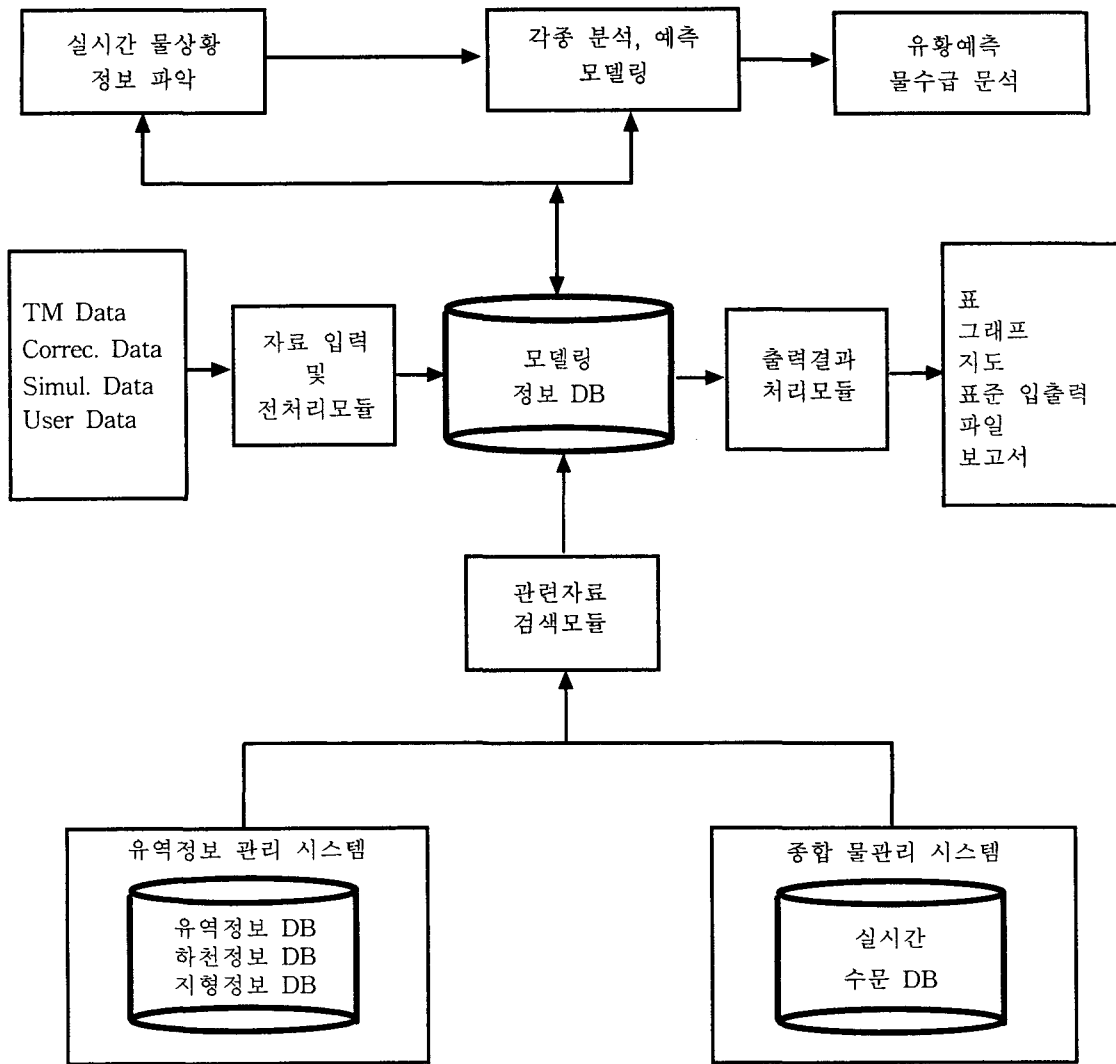 실시간 물상황
정보 파악
각종 분석, 예측
모델링
유황예측
물수급 문석
TM Data
Correc. Data
Simul. Data
User Data
자료 입력
및
전처리모듈
모델링
정보 DB
출력결과
처리모듈
표
그래프
지도
표준 입출력
파일
보고서
관련자료
검색모듈
유역정보 관리 시스템
유역정보 DB
하천정보 DB
지형정보 DB
종합 물관리 시스템
실시간
수문 DB